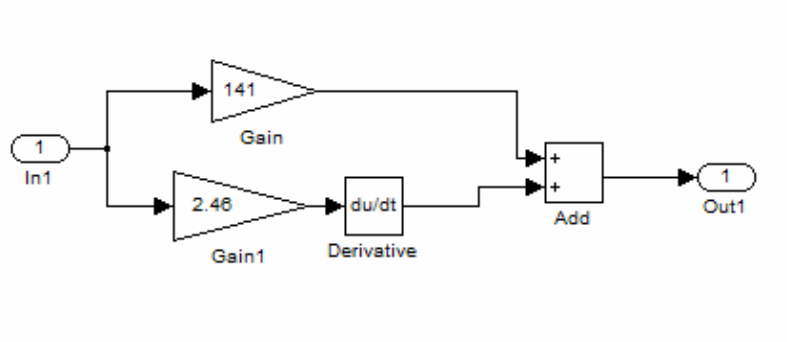 141
Gain
1
In1
+
+
Add
1
Out1
2.46
Gain1
du/dt
Derivative